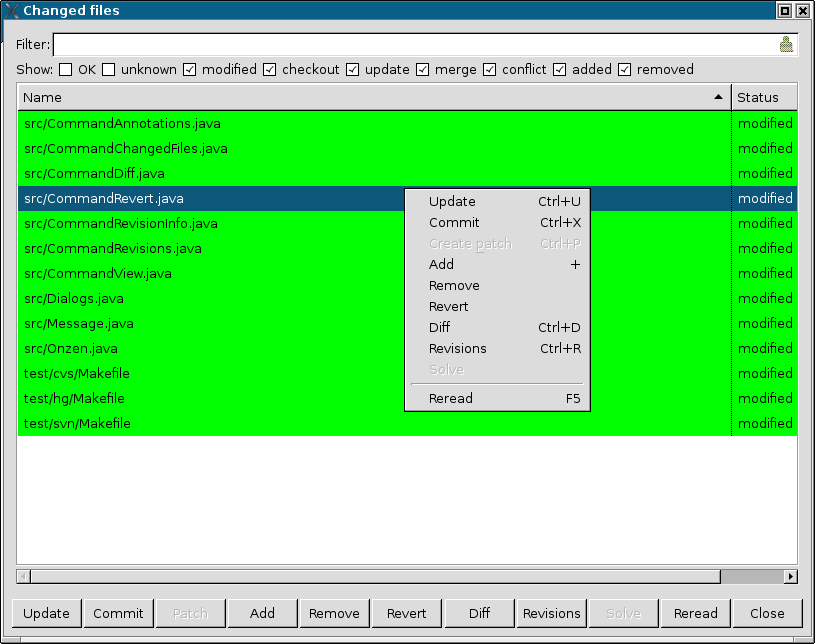 Changed files
Filter:
Show: OK unknown modified checkout update merge conflict added removed
Name Status
src/CommandAnnotations.java modified
src/CommandChangedFiles.java modified
src/CommandDiff.java modified
src/CommandRevert.java modified
src/CommandRevisionInfo.java modified
src/CommandRevisions.java modified
src/CommandView.java modified
src/Dialogs.java modified
src/Message.java modified
src/Onzen.java modified
test/cvs/Makefile modified
test/hg/Makefile modified
test/svn/Makefile modified
Update Ctrl+U
Commit Ctrl+X
Create patch Ctrl+P
Add +
Remove
Revert
Diff Ctrl+D
Revisions Ctrl+R
Solve
Reread F5
Update Commit Patch Add Remove Revert Diff Revisions Solve Reread Close